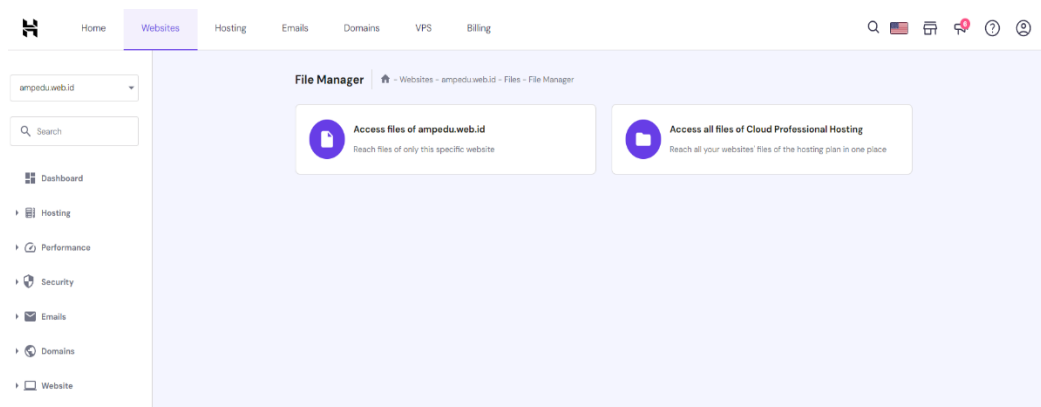 Home Websites Hosting Emails Domains VPS Billing
6
ampedu.web.id
Search
Dashboard
Hosting
Performance
Security
Emails
Domains
Website
File Manager - Websites - ampedu.web.id - Files - File Manager
Access files of ampedu.web.id
Reach files of only this specific website
Access all files of Cloud Professional Hosting
Reach all your websites' files of the hosting plan in one place